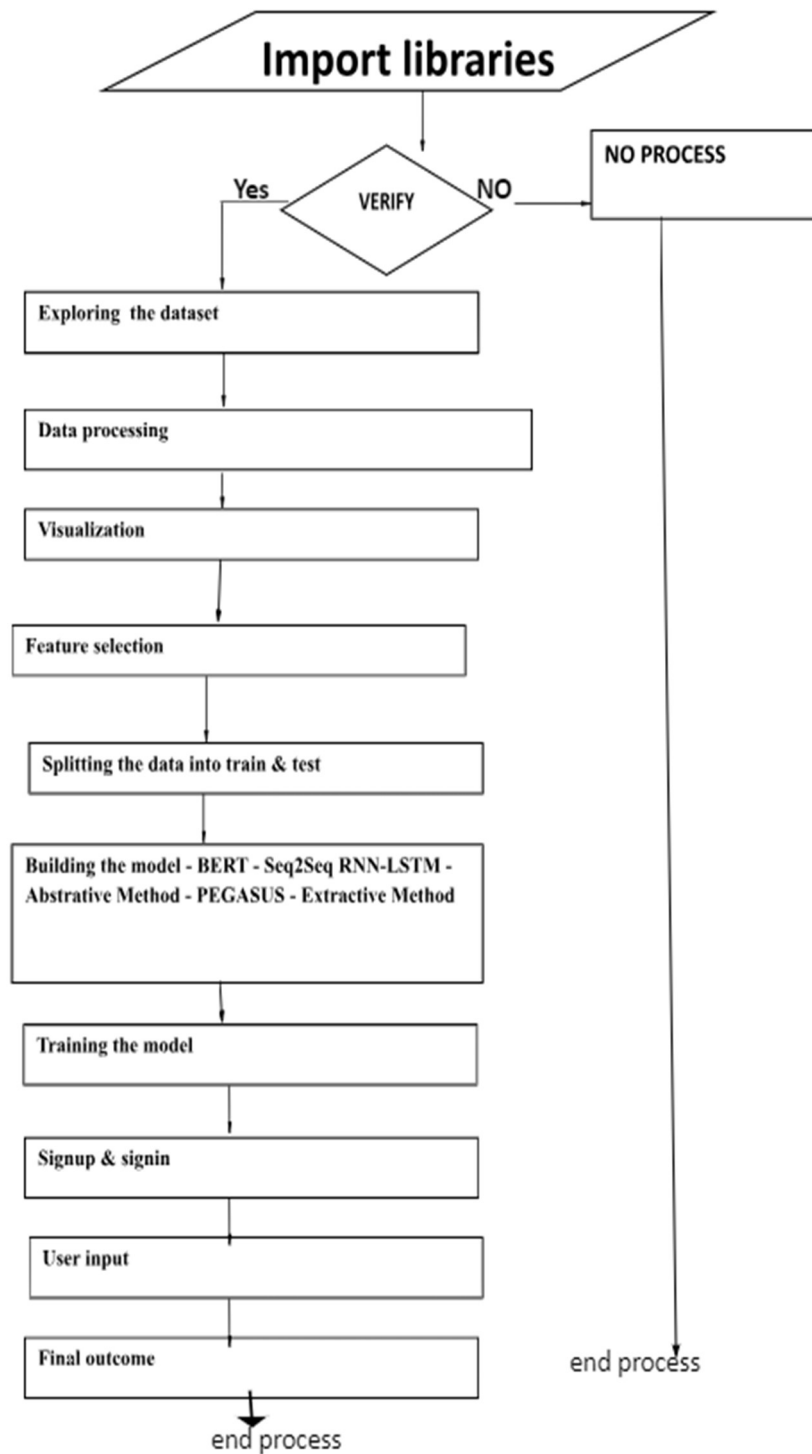 Import libraries
VERIFY
Yes
NO
NO PROCESS
Exploring the dataset
Data processing
Visualization
Feature selection
Splitting the data into train & test
Building the model - BERT - Seq2Seq RNN-LSTM -
Abstrative Method - PEGASUS - Extractive Method
Training the model
Signup & signin
User input
Final outcome
end process
end process